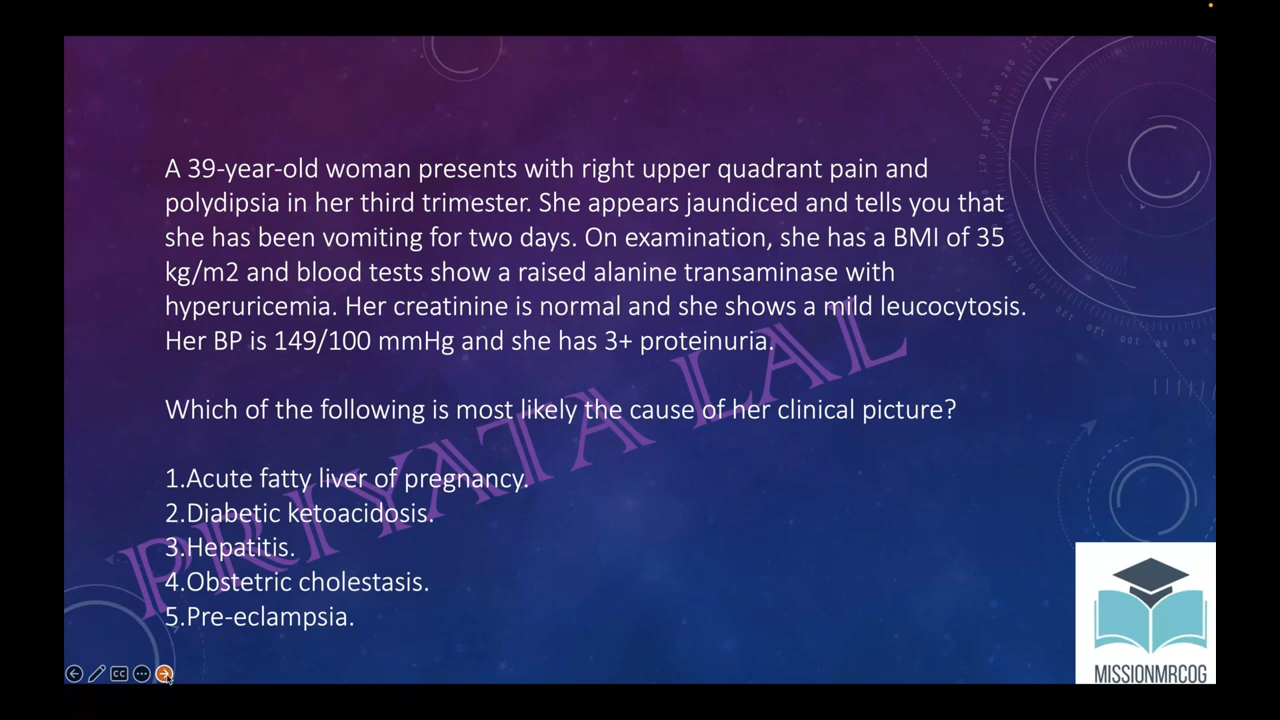 A 39-year-old woman presents with right upper quadrant pain and
polydipsia in her third trimester. She appears jaundiced and tells you that
she has been vomiting for two days. On examination, she has a BMI of 35
kg/m2 and blood tests show a raised alanine transaminase with
hyperuricemia. Her creatinine is normal and she shows a mild leucocytosis.
Her BP is 149/100 mmHg and she has 3+ proteinuria.
Which of the following is most likely the cause of her clinical picture?
1.Acute fatty liver of pregnancy.
2.Diabetic ketoacidosis.
3.Hepatitis.
4.Obstetric cholestasis.
5.Pre-eclampsia.
PRIYATA LAL
MISSIONMRCOG
CC